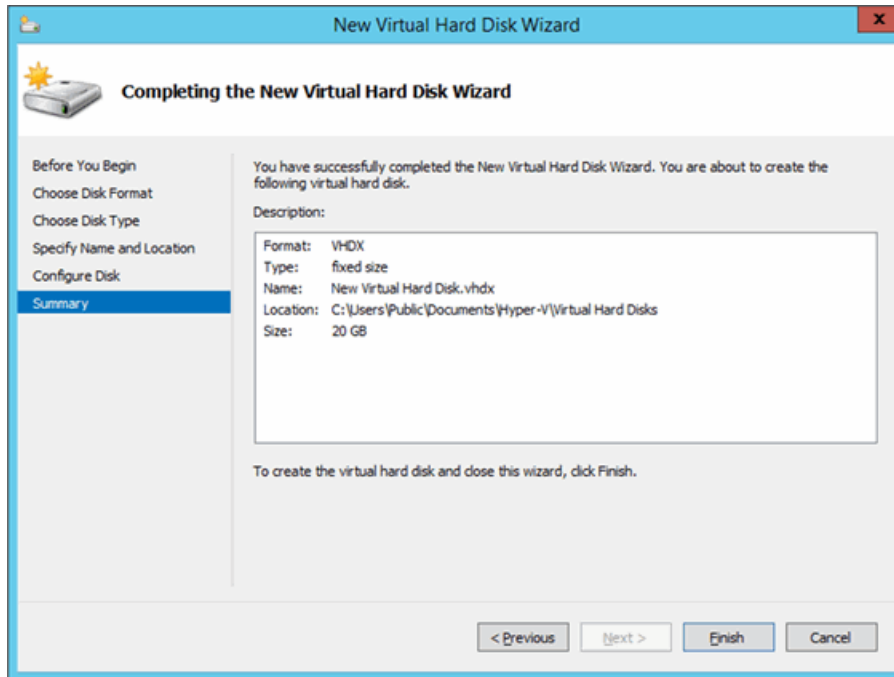 New Virtual Hard Disk Wizard
x
Completing the New Virtual Hard Disk Wizard
Before You Begin
Choose Disk Format
Choose Disk Type
Specify Name and Location
Configure Disk
Summary
You have successfully completed the New Virtual Hard Disk Wizard. You are about to create the
following virtual hard disk.
Description:
Format: VHDX
Type: fixed size
Name: New Virtual Hard Disk.vhdx
Location: C:\Users\Public\Documents\Hyper-V\Virtual Hard Disks
Size: 20 GB
To create the virtual hard disk and close this wizard, click Finish.
< Previous
Next >
Finish
Cancel